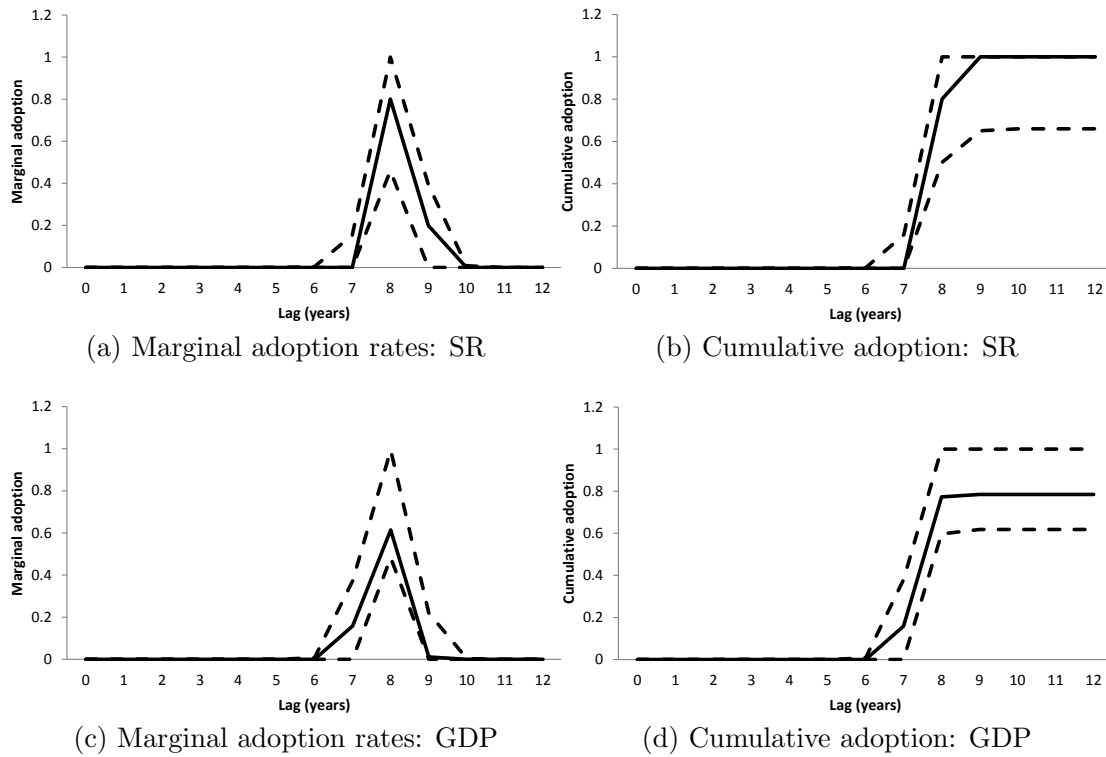 1.2
1
0.8
0.6
0.4
0.2
0
Marginal adoption
0 1 2 3 4 5 6 7 8 9 10 11 12
Lag (years)
(a) Marginal adoption rates: SR
1.2
1
0.8
0.6
0.4
0.2
0
Cumulative adoption
0 1 2 3 4 5 6 7 8 9 10 11 12
Lag (years)
(b) Cumulative adoption: SR
1.2
1
0.8
0.6
0.4
0.2
0
Marginal adoption
0 1 2 3 4 5 6 7 8 9 10 11 12
Lag (years)
(c) Marginal adoption rates: GDP
1.2
1
0.8
0.6
0.4
0.2
0
Cumulative adoption
0 1 2 3 4 5 6 7 8 9 10 11 12
Lag (years)
(d) Cumulative adoption: GDP